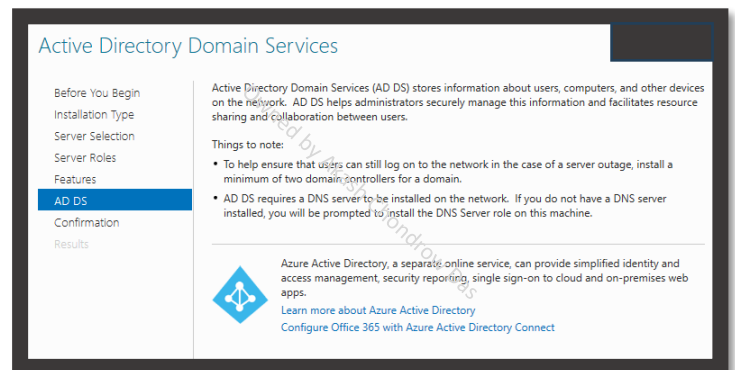 Active Directory Domain Services
Before You Begin
Installation Type
Server Selection
Server Roles
Features
AD DS
Confirmation
Results
Active Directory Domain Services (AD DS) stores information about users, computers, and other devices
on the network.  AD DS helps administrators securely manage this information and facilitates resource
sharing and collaboration between users.
Things to note:
• To help ensure that users can still log on to the network in the case of a server outage, install a
minimum of two domain controllers for a domain.
• AD DS requires a DNS server to be installed on the network.  If you do not have a DNS server
installed, you will be prompted to install the DNS Server role on this machine.
Azure Active Directory, a separate online service, can provide simplified identity and
access management, security reporting, single sign-on to cloud and on-premises web
apps.
Learn more about Azure Active Directory
Configure Office 365 with Azure Active Directory Connect
Owned by Akash Chondrow Das